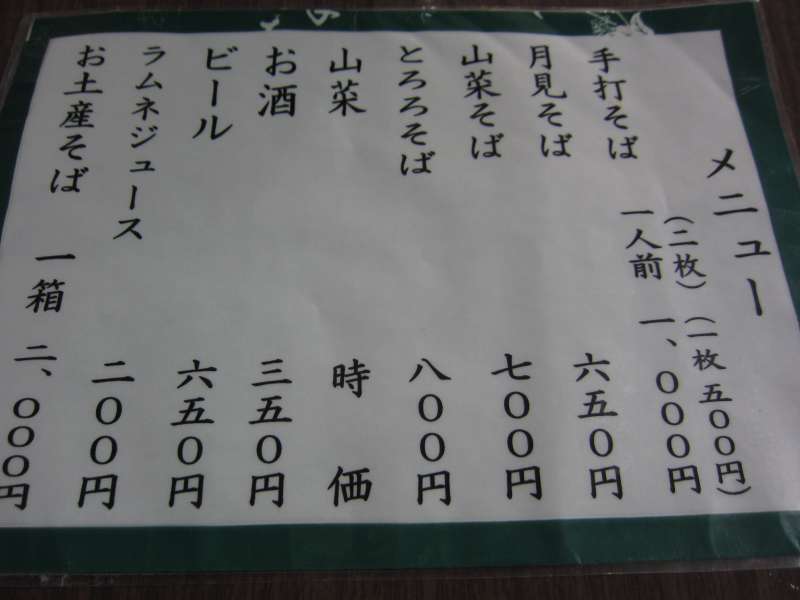 メニュー
手打そば 一人前 一、〇〇〇円
(二枚) (一枚 五〇〇円)
月見そば 六五〇円
山菜そば 七〇〇円
とろろそば 八〇〇円
山菜 時価
お酒 三五〇円
ビール 六五〇円
ラムネジュース 二〇〇円
お土産そば 一箱 二、〇〇〇円